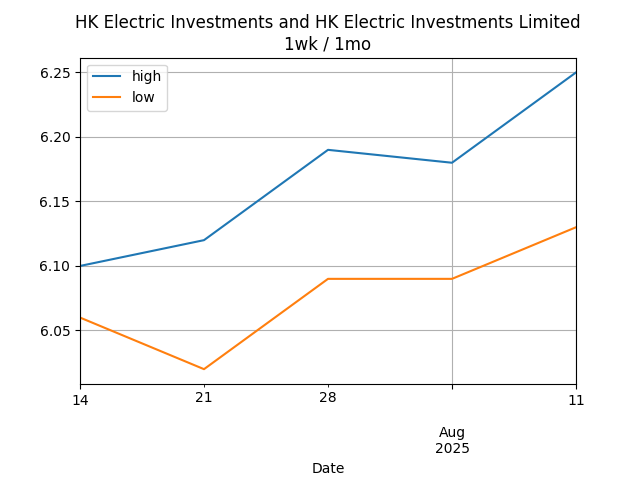 HK Electric Investments and HK Electric Investments Limited
1wk / 1mo
high
low
6.25
6.20
6.15
6.10
6.05
14
21
28
11
Aug
2025
Date